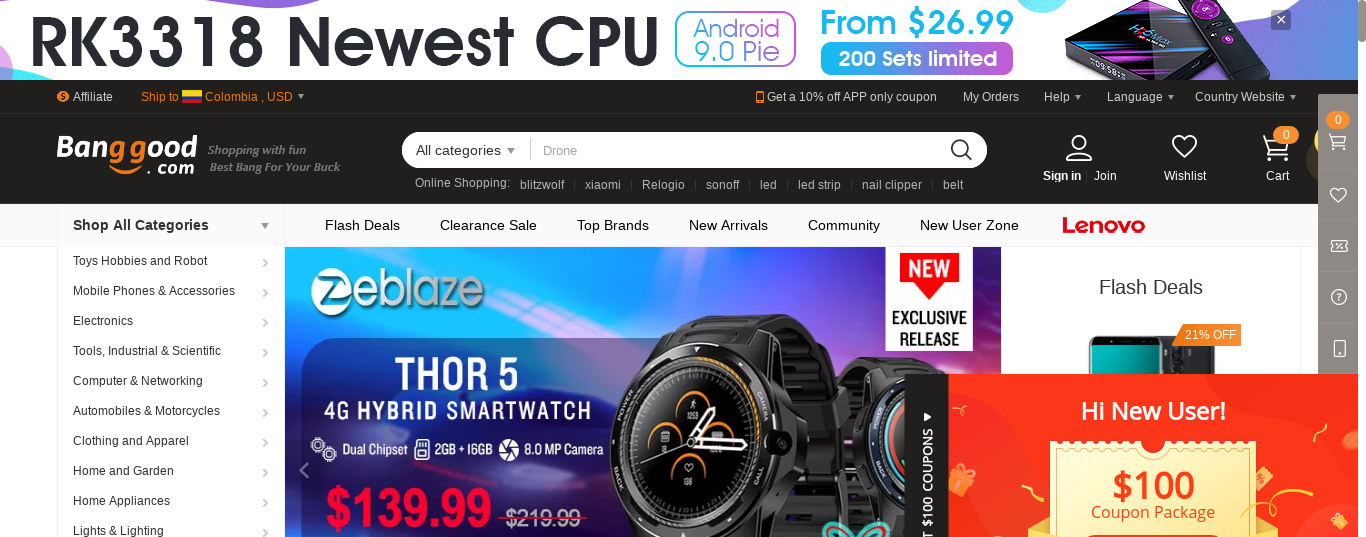 RK3318 Newest CPU
Android
9.0 Pie
From $26.99
200 Sets limited
Affiliate
Ship to Colombia , USD
Get a 10% off APP only coupon
My Orders
Help
Language
Country Website
Banggood
.com
Shopping with fun
Best Bang For Your Buck
All categories
Drone
Online Shopping: blitzwolf xiaomi Relogio sonoff led led strip nail clipper belt
Sign in Join
Wishlist
0
Cart
0
Shop All Categories
Flash Deals
Clearance Sale
Top Brands
New Arrivals
Community
New User Zone
Lenovo
Toys Hobbies and Robot
Mobile Phones & Accessories
Electronics
Tools, Industrial & Scientific
Computer & Networking
Automobiles & Motorcycles
Clothing and Apparel
Home and Garden
Home Appliances
Lights & Lighting
Zeblaze
NEW
EXCLUSIVE
RELEASE
THOR 5
4G HYBRID SMARTWATCH
Dual Chipset
2GB +16GB
8.0 MP Camera
$139.99
$219.99
POWER
CAMERA
BACK
CALL
Flash Deals
21% OFF
$100 COUPONS
Hi New User!
$100
Coupon Package